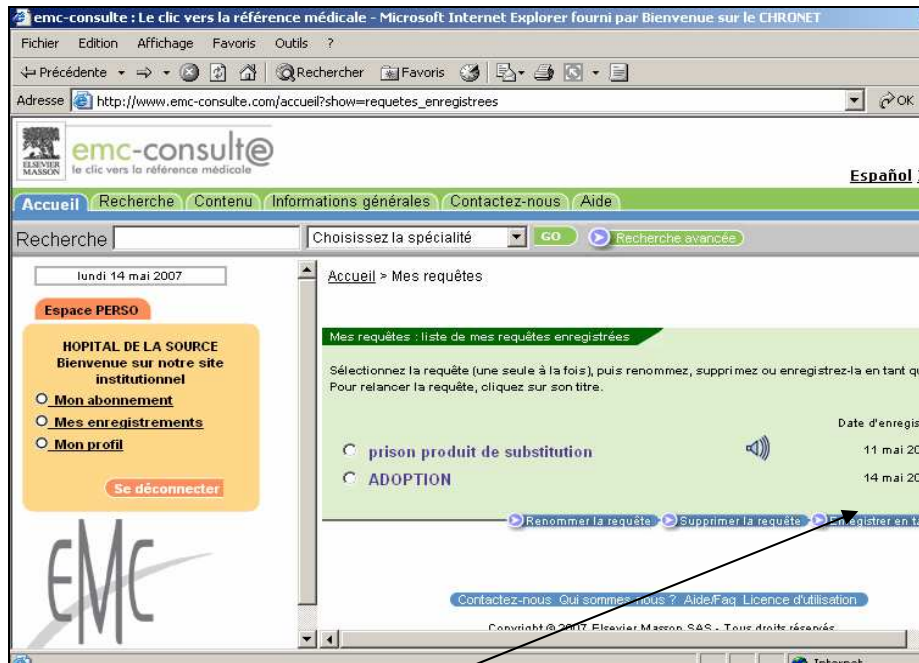 emc-consulte : Le clic vers la référence médicale - Microsoft Internet Explorer fourni par Bienvenue sur le CHRONET
Fichier Edition Affichage Favoris Outils ?
Précédente Rechercher Favoris
Adresse http://www.emc-consulte.com/accueil?show=requetes_enregistrees OK
ELSEVIER MASSON
emc-consult@
le clic vers la référence médicale
Español
Accueil Recherche Contenu Informations générales Contactez-nous Aide
Recherche Choisissez la spécialité GO Recherche avancée
lundi 14 mai 2007
Accueil > Mes requêtes
Espace PERSO
HOPITAL DE LA SOURCE
Bienvenue sur notre site
institutionnel
Mon abonnement
Mes enregistrements
Mon profil
Se déconnecter
EMC
Mes requêtes : liste de mes requêtes enregistrées
Sélectionnez la requête (une seule à la fois), puis renommez, supprimez ou enregistrez-la en tant qu
Pour relancer la requête, cliquez sur son titre.
Date d'enregis
prison produit de substitution 11 mai 20
ADOPTION 14 mai 20
Renommer la requête Supprimer la requête Enregistrer en ta
Contactez-nous Qui sommes-nous ? Aide/Faq Licence d'utilisation
Copyright © 2007 Elsevier Masson SAS - Tous droits réservés
Internet